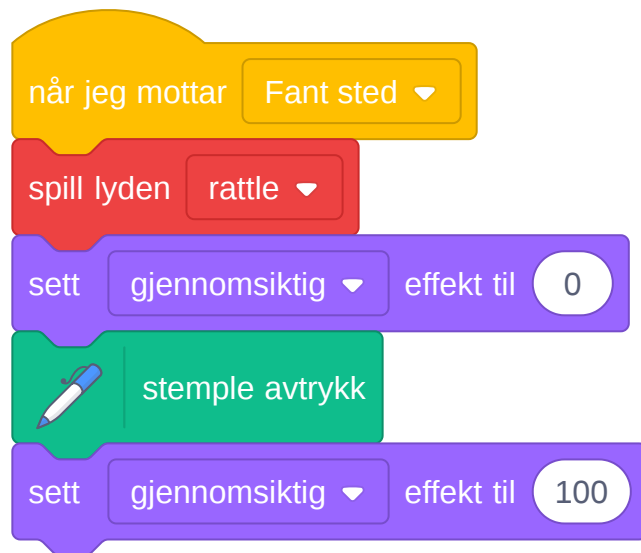 når jeg mottar Fant sted
spill lyden rattle
sett gjennomsiktig effekt til 0
stemple avtrykk
sett gjennomsiktig effekt til 100